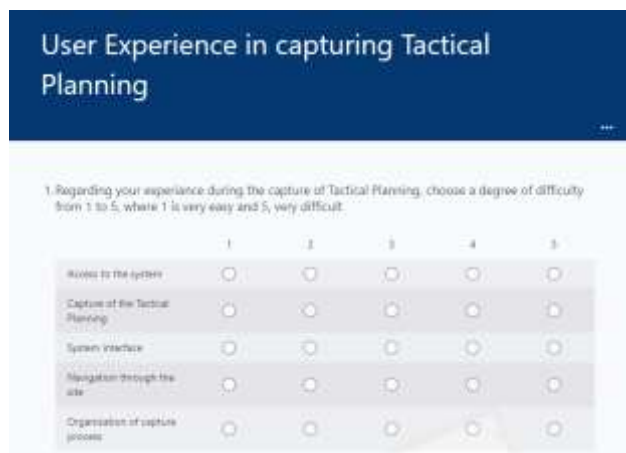 User Experience in capturing Tactical
Planning
1. Regarding your experiance during the capture of Tactical Planning, choose a degree of difficulty
from 1 to 5, where 1 is very easy and 5, very difficult
1 2 3 4 5
Access to the system
Capture of the Tactical
Planning
System interface
Navigation through the
site
Organisation of capture
process